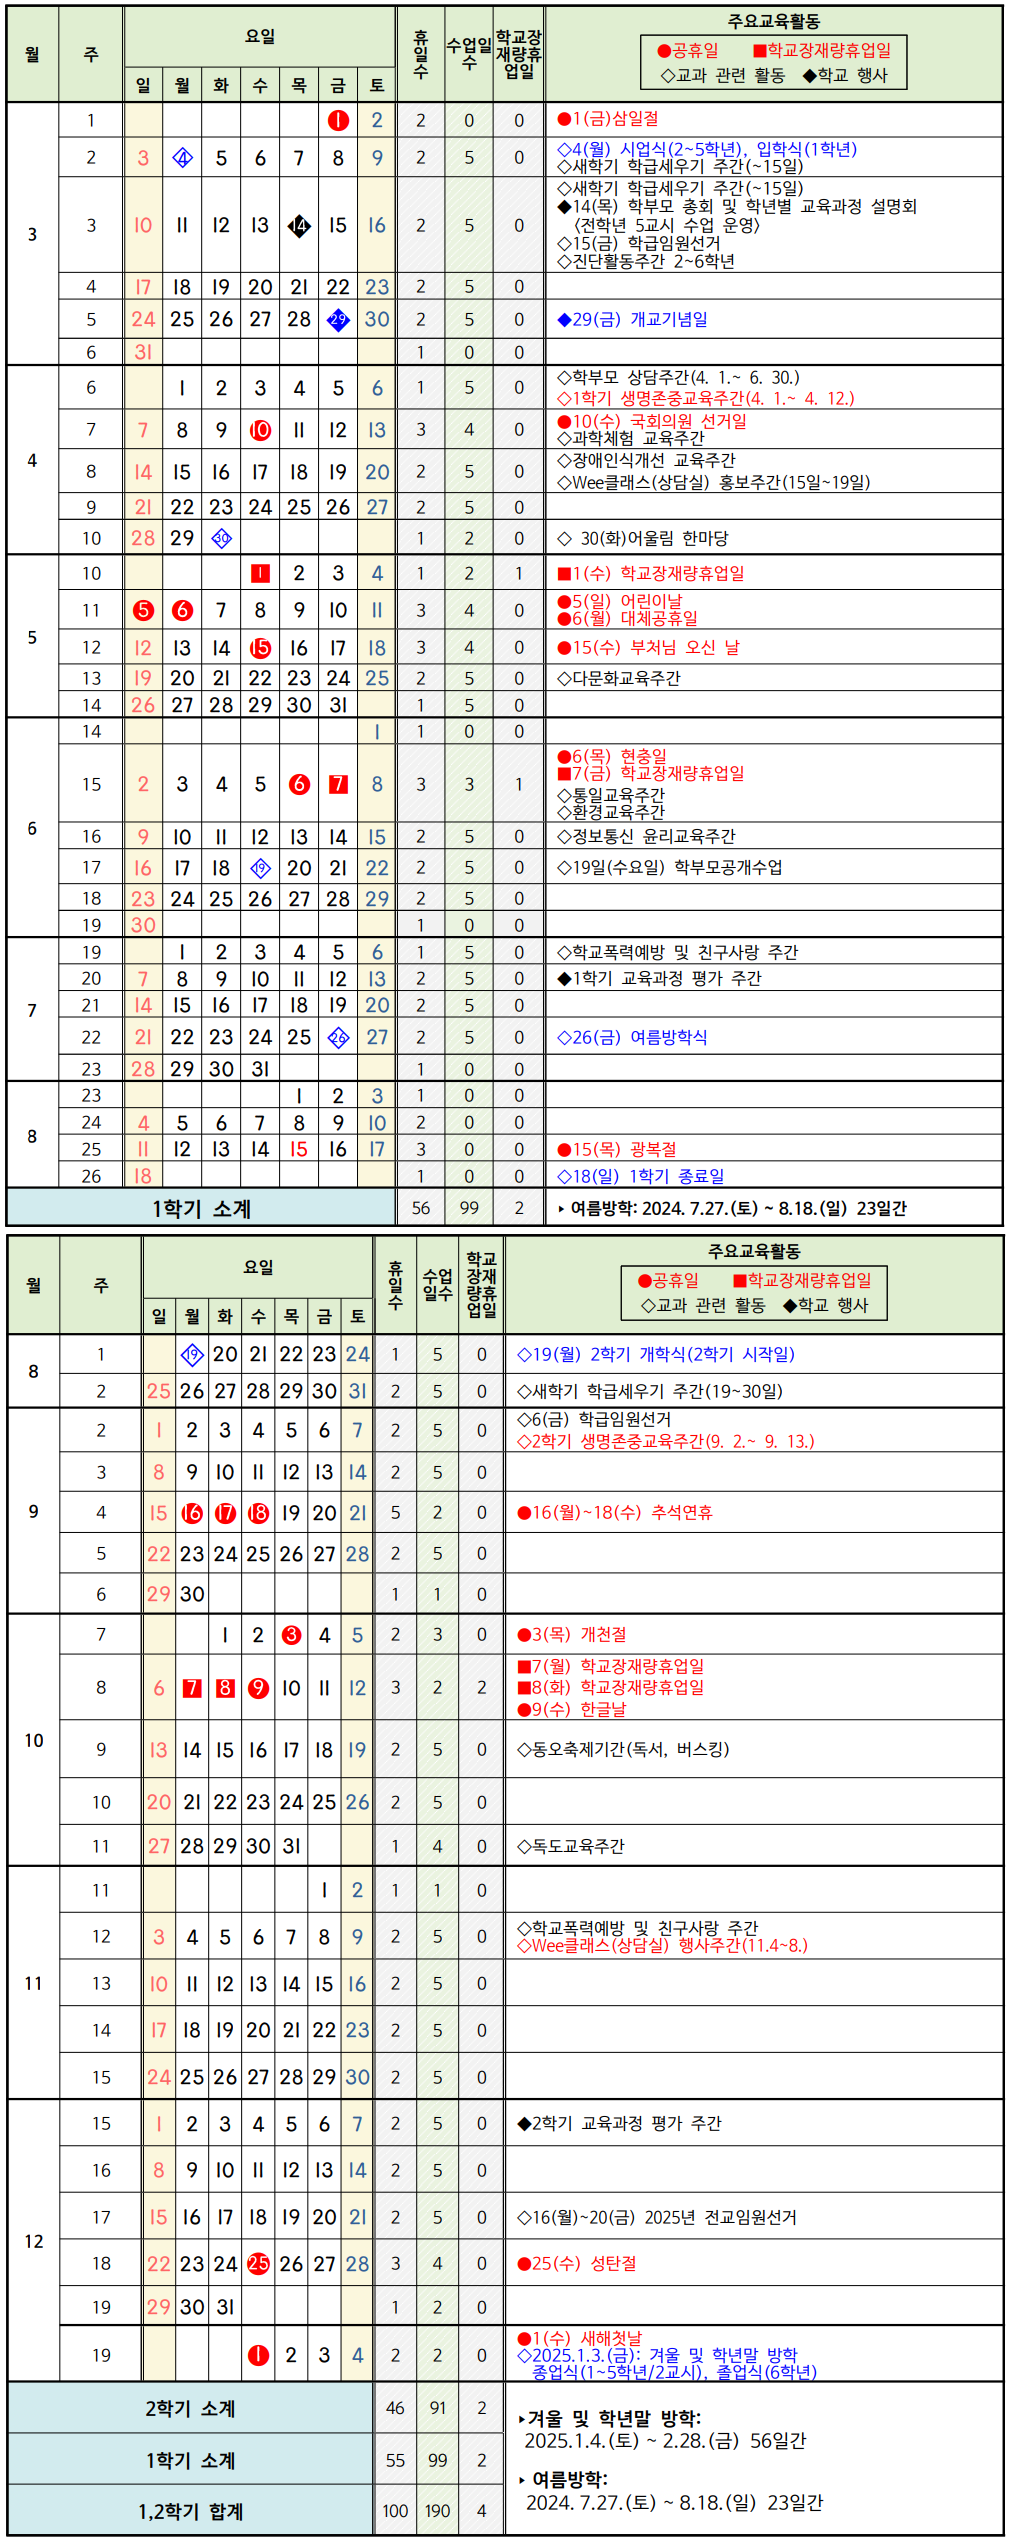 월 주 요일 휴일수 수업일수 학교장재량휴업일 주요교육활동
●공휴일 ■학교장재량휴업일
◇교과 관련 활동 ◆학교 행사
일 월 화 수 목 금 토
3
1 1 2 2 0 0 ●1(금)삼일절
2 3 4 5 6 7 8 9 2 5 0 ◇4(월) 시업식(2~5학년), 입학식(1학년)
◇새학기 학급세우기 주간(~15일)
3 10 11 12 13 14 15 16 2 5 0 ◇새학기 학급세우기 주간(~15일)
◆14(목) 학부모 총회 및 학년별 교육과정 설명회
〈전학년 5교시 수업 운영〉
◇15(금) 학급임원선거
◇진단활동주간 2~6학년
4 17 18 19 20 21 22 23 2 5 0
5 24 25 26 27 28 29 30 2 5 0 ◆29(금) 개교기념일
6 31 1 0 0
4
6 1 2 3 4 5 6 1 5 0 ◇학부모 상담주간(4. 1.~ 6. 30.)
◇1학기 생명존중교육주간(4. 1.~ 4. 12.)
7 7 8 9 10 11 12 13 3 4 0 ●10(수) 국회의원 선거일
◇과학체험 교육주간
8 14 15 16 17 18 19 20 2 5 0 ◇장애인식개선 교육주간
◇Wee클래스(상담실) 홍보주간(15일~19일)
9 21 22 23 24 25 26 27 2 5 0
10 28 29 30 1 2 0 ◇ 30(화)어울림 한마당
5
10 1 2 3 4 1 2 1 ■1(수) 학교장재량휴업일
11 5 6 7 8 9 10 11 3 4 0 ●5(일) 어린이날
●6(월) 대체공휴일
12 12 13 14 15 16 17 18 3 4 0 ●15(수) 부처님 오신 날
13 19 20 21 22 23 24 25 2 5 0 ◇다문화교육주간
14 26 27 28 29 30 31 1 5 0
6
14 1 1 0 0
15 2 3 4 5 6 7 8 3 3 1 ●6(목) 현충일
■7(금) 학교장재량휴업일
◇통일교육주간
◇환경교육주간
16 9 10 11 12 13 14 15 2 5 0 ◇정보통신 윤리교육주간
17 16 17 18 19 20 21 22 2 5 0 ◇19일(수요일) 학부모공개수업
18 23 24 25 26 27 28 29 2 5 0
19 30 1 0 0
7
19 1 2 3 4 5 6 1 5 0 ◇학교폭력예방 및 친구사랑 주간
20 7 8 9 10 11 12 13 2 5 0 ◆1학기 교육과정 평가 주간
21 14 15 16 17 18 19 20 2 5 0
22 21 22 23 24 25 26 27 2 5 0 ◇26(금) 여름방학식
23 28 29 30 31 1 0 0
8
23 1 2 3 1 0 0
24 4 5 6 7 8 9 10 2 0 0
25 11 12 13 14 15 16 17 3 0 0 ●15(목) 광복절
26 18 1 0 0 ◇18(일) 1학기 종료일
1학기 소계 56 99 2 ▸ 여름방학: 2024. 7.27.(토) ~ 8.18.(일) 23일간
월 주 요일 휴일수 수업일수 학교장재량휴업일 주요교육활동
●공휴일 ■학교장재량휴업일
◇교과 관련 활동 ◆학교 행사
일 월 화 수 목 금 토
8
1 19 20 21 22 23 24 1 5 0 ◇19(월) 2학기 개학식(2학기 시작일)
2 25 26 27 28 29 30 31 2 5 0 ◇새학기 학급세우기 주간(19~30일)
9
2 1 2 3 4 5 6 7 2 5 0 ◇6(금) 학급임원선거
◇2학기 생명존중교육주간(9. 2.~ 9. 13.)
3 8 9 10 11 12 13 14 2 5 0
4 15 16 17 18 19 20 21 5 2 0 ●16(월)~18(수) 추석연휴
5 22 23 24 25 26 27 28 2 5 0
6 29 30 1 1 0
10
7 1 2 3 4 5 2 3 0 ●3(목) 개천절
8 6 7 8 9 10 11 12 3 2 2 ■7(월) 학교장재량휴업일
■8(화) 학교장재량휴업일
●9(수) 한글날
9 13 14 15 16 17 18 19 2 5 0 ◇동오축제기간(독서, 버스킹)
10 20 21 22 23 24 25 26 2 5 0
11 27 28 29 30 31 1 4 0 ◇독도교육주간
11
11 1 2 1 1 0
12 3 4 5 6 7 8 9 2 5 0 ◇학교폭력예방 및 친구사랑 주간
◇Wee클래스(상담실) 행사주간(11.4~8.)
13 10 11 12 13 14 15 16 2 5 0
14 17 18 19 20 21 22 23 2 5 0
15 24 25 26 27 28 29 30 2 5 0
12
15 1 2 3 4 5 6 7 2 5 0 ◆2학기 교육과정 평가 주간
16 8 9 10 11 12 13 14 2 5 0
17 15 16 17 18 19 20 21 2 5 0 ◇16(월)~20(금) 2025년 전교임원선거
18 22 23 24 25 26 27 28 3 4 0 ●25(수) 성탄절
19 29 30 31 1 2 0
19 1 2 3 4 2 2 0 ●1(수) 새해첫날
◇2025.1.3.(금): 겨울 및 학년말 방학
종업식(1~5학년/2교시), 졸업식(6학년)
2학기 소계 46 91 2
▸겨울 및 학년말 방학:
2025.1.4.(토) ~ 2.28.(금) 56일간
1학기 소계 55 99 2
▸ 여름방학:
2024. 7.27.(토) ~ 8.18.(일) 23일간
1,2학기 합계 100 190 4